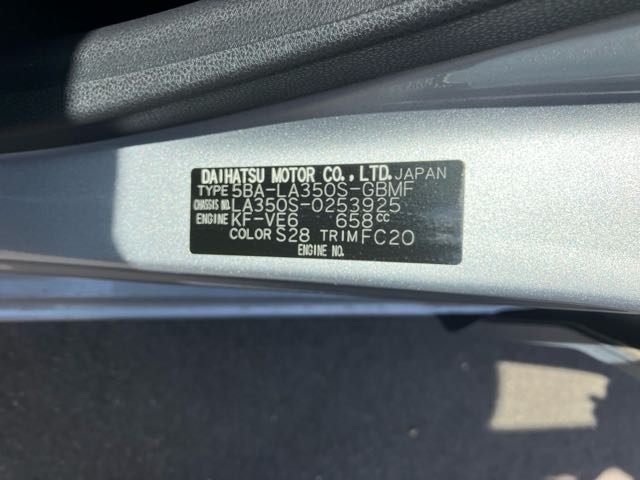 DAIHATSU MOTOR CO., LTD. JAPAN
TYPE 5BA-LA350S-GBMF
CHASSIS NO. LA350S-0253925
ENGINE KF-VE6 658cc
COLOR S28 TRIM FC20
ENGINE NO.